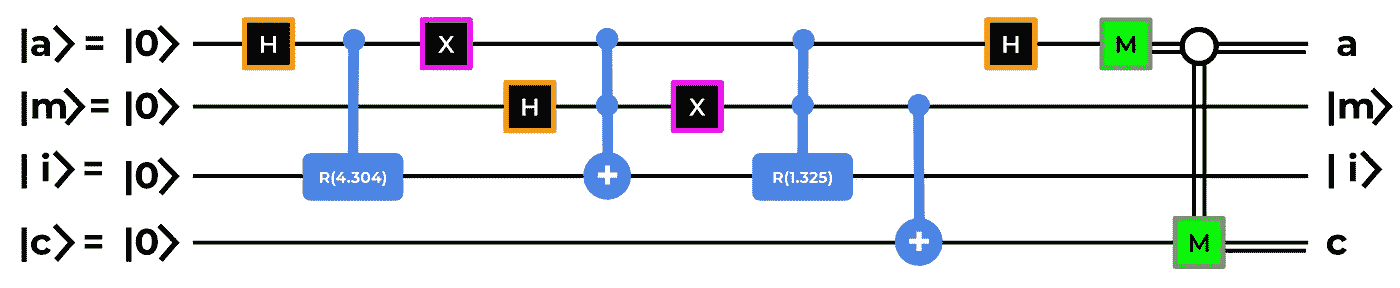 |a⟩ = |0⟩ H X H M a
|m⟩= |0⟩ H X |m⟩
| i⟩ = |0⟩ R(4.304) + R(1.325) | i⟩
|c⟩ = |0⟩ + M c